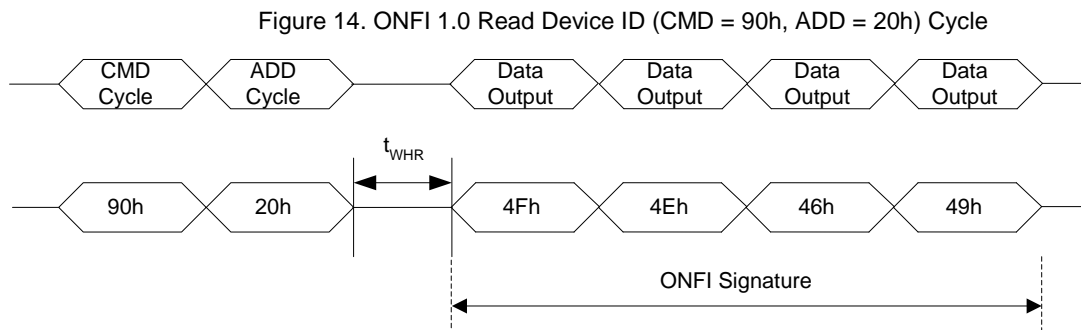 Figure 14. ONFI 1.0 Read Device ID (CMD = 90h, ADD = 20h) Cycle
CMD Cycle ADD Cycle Data Output Data Output Data Output Data Output
tWHR
90h 20h 4Fh 4Eh 46h 49h
ONFI Signature